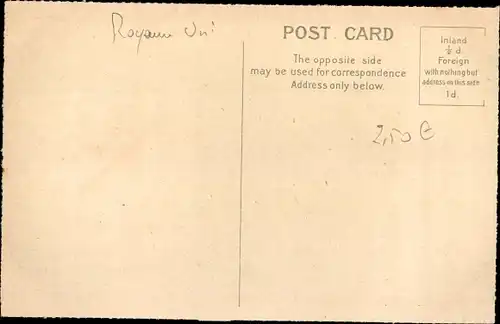 Royaume Uni
POST CARD
The opposite side
may be used for correspondence
Address only below.
Inland
½ d.
Foreign
with nothing but
address on this side
1d.
2,50 €